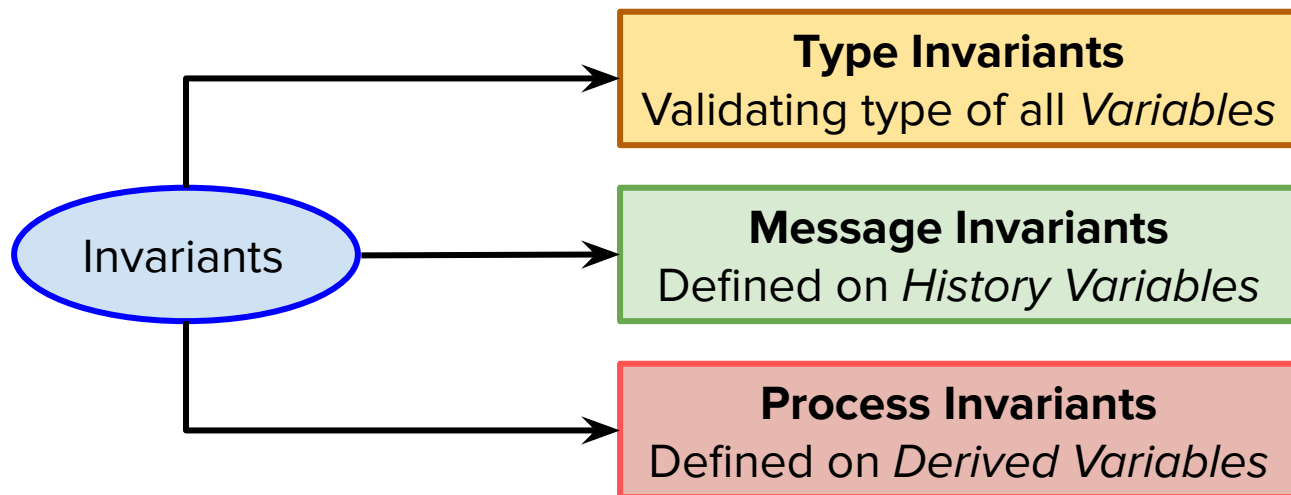 Type Invariants
Validating type of all Variables
Invariants
Message Invariants
Defined on History Variables
Process Invariants
Defined on Derived Variables